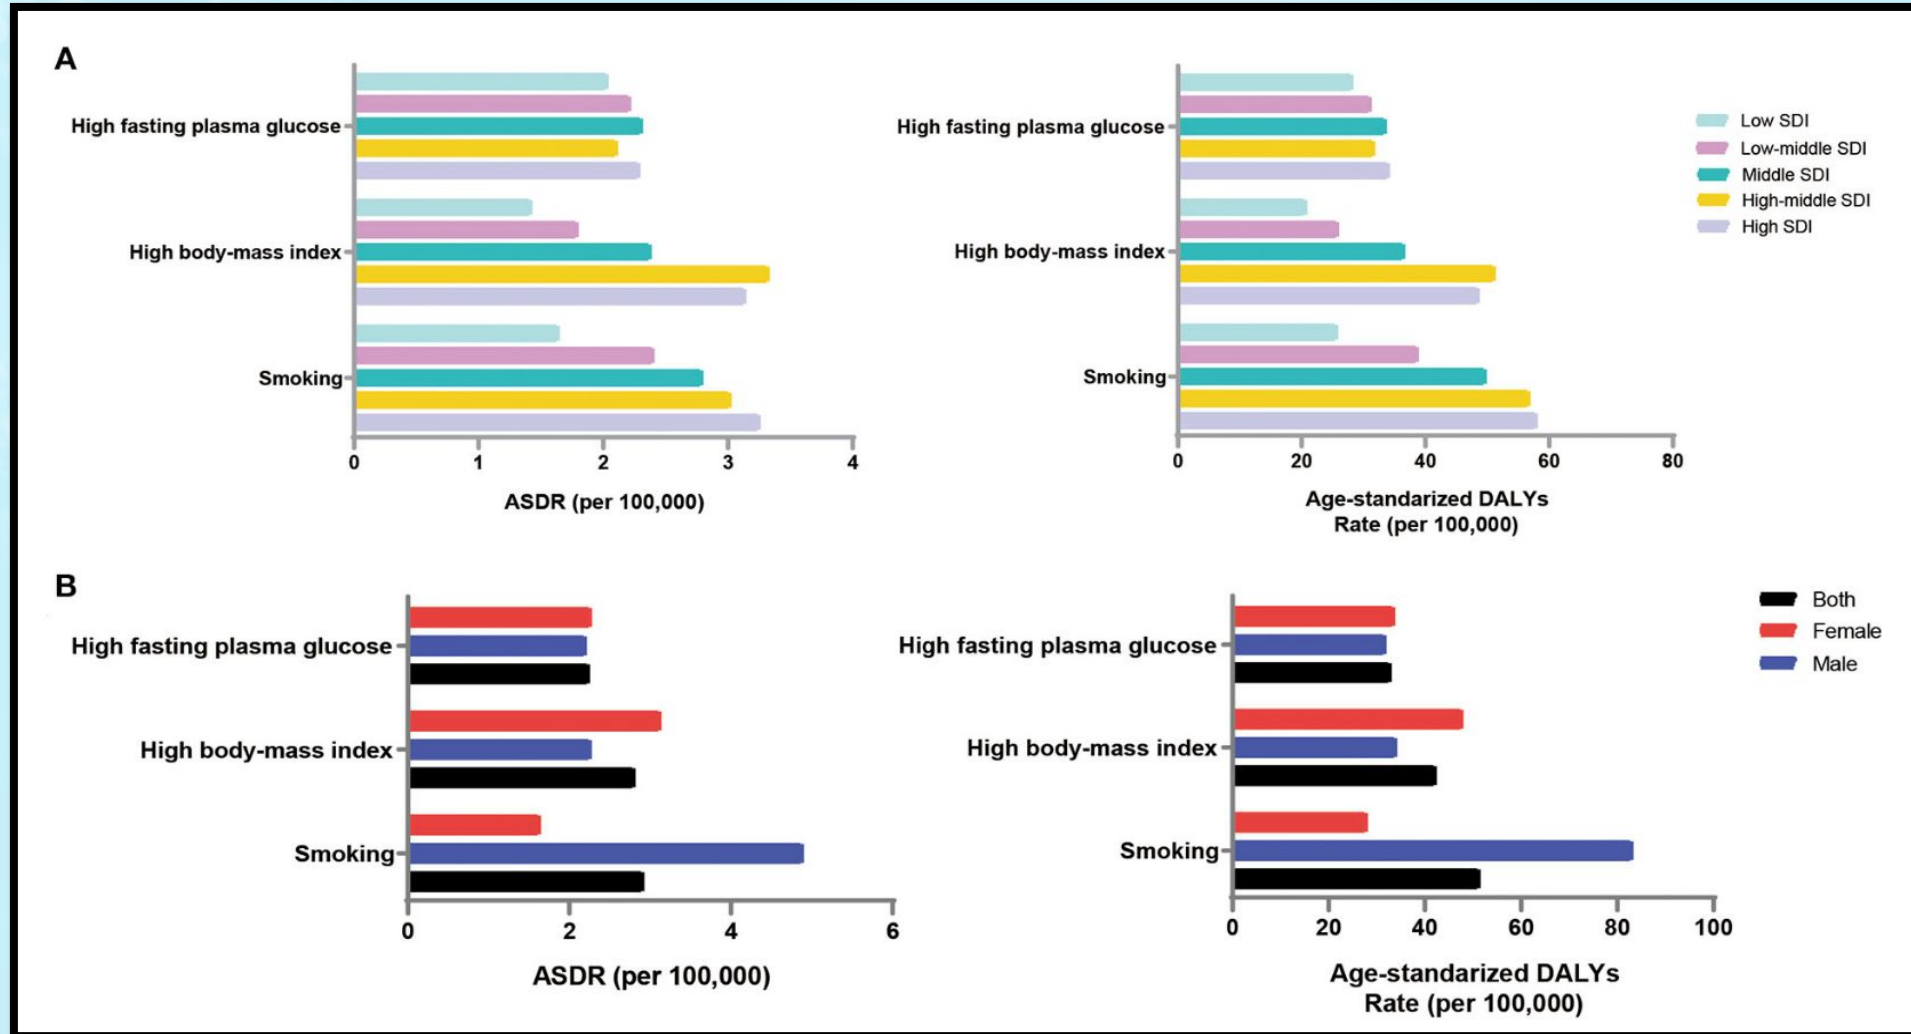 A
High fasting plasma glucose
High body-mass index
Smoking
0 1 2 3 4
ASDR (per 100,000)
High fasting plasma glucose
High body-mass index
Smoking
0 20 40 60 80
Age-standarized DALYs
Rate (per 100,000)
Low SDI
Low-middle SDI
Middle SDI
High-middle SDI
High SDI
B
High fasting plasma glucose
High body-mass index
Smoking
0 2 4 6
ASDR (per 100,000)
High fasting plasma glucose
High body-mass index
Smoking
0 20 40 60 80 100
Age-standarized DALYs
Rate (per 100,000)
Both
Female
Male